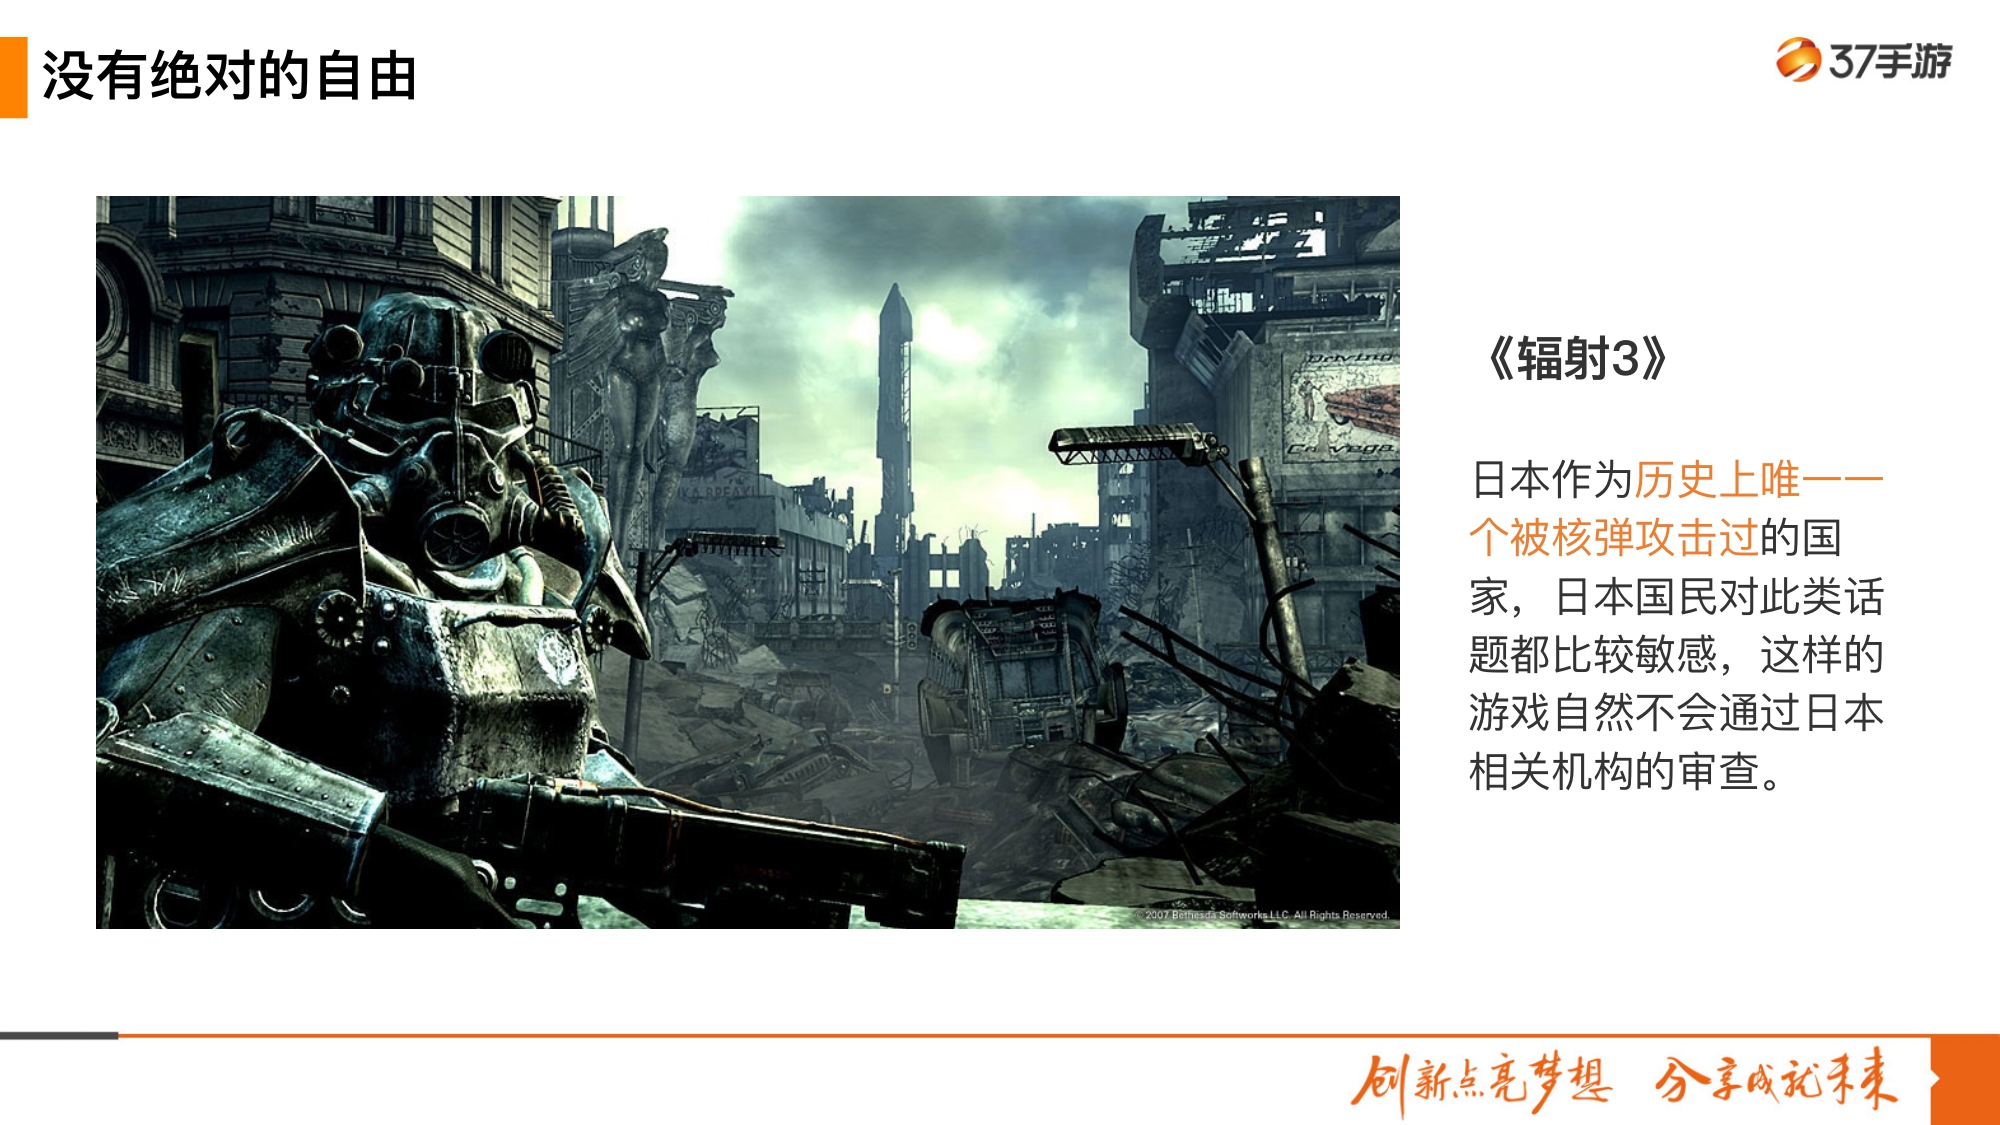 没有绝对的自由
37手游
Driving
Corvega
© 2007 Bethesda Softworks LLC. All Rights Reserved.
《辐射3》
日本作为历史上唯一一
个被核弹攻击过的国
家，日本国民对此类话
题都比较敏感，这样的
游戏自然不会通过日本
相关机构的审查。
创新点亮梦想 分享成就未来